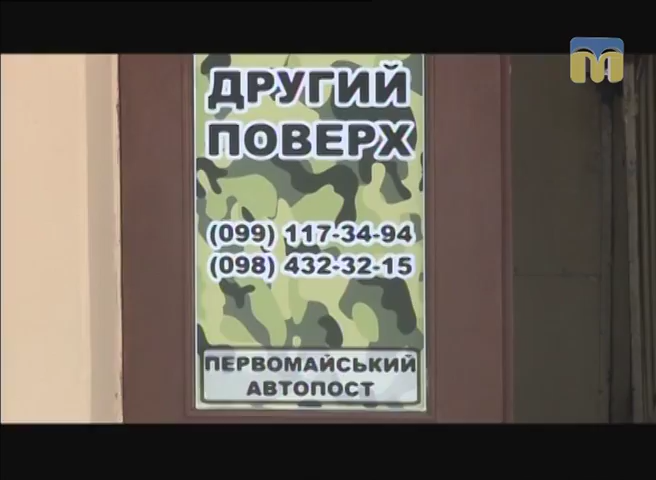 ДРУГИЙ
ПОВЕРХ
(099) 117-34-94
(098) 432-32-15
ПЕРВОМАЙСЬКИЙ
АВТОПОСТ